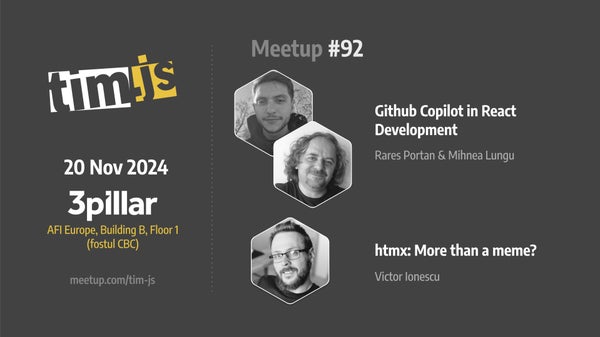 tim.js
20 Nov 2024
3pillar
AFI Europe, Building B, Floor 1
(fostul CBC)
meetup.com/tim-js
Meetup #92
Github Copilot in React
Development
Rares Portan & Mihnea Lungu
htmx: More than a meme?
Victor Ionescu